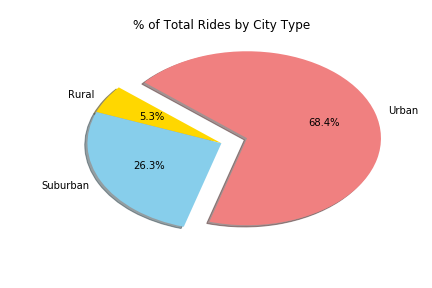 % of Total Rides by City Type
Rural
5.3%
Urban
68.4%
26.3%
Suburban